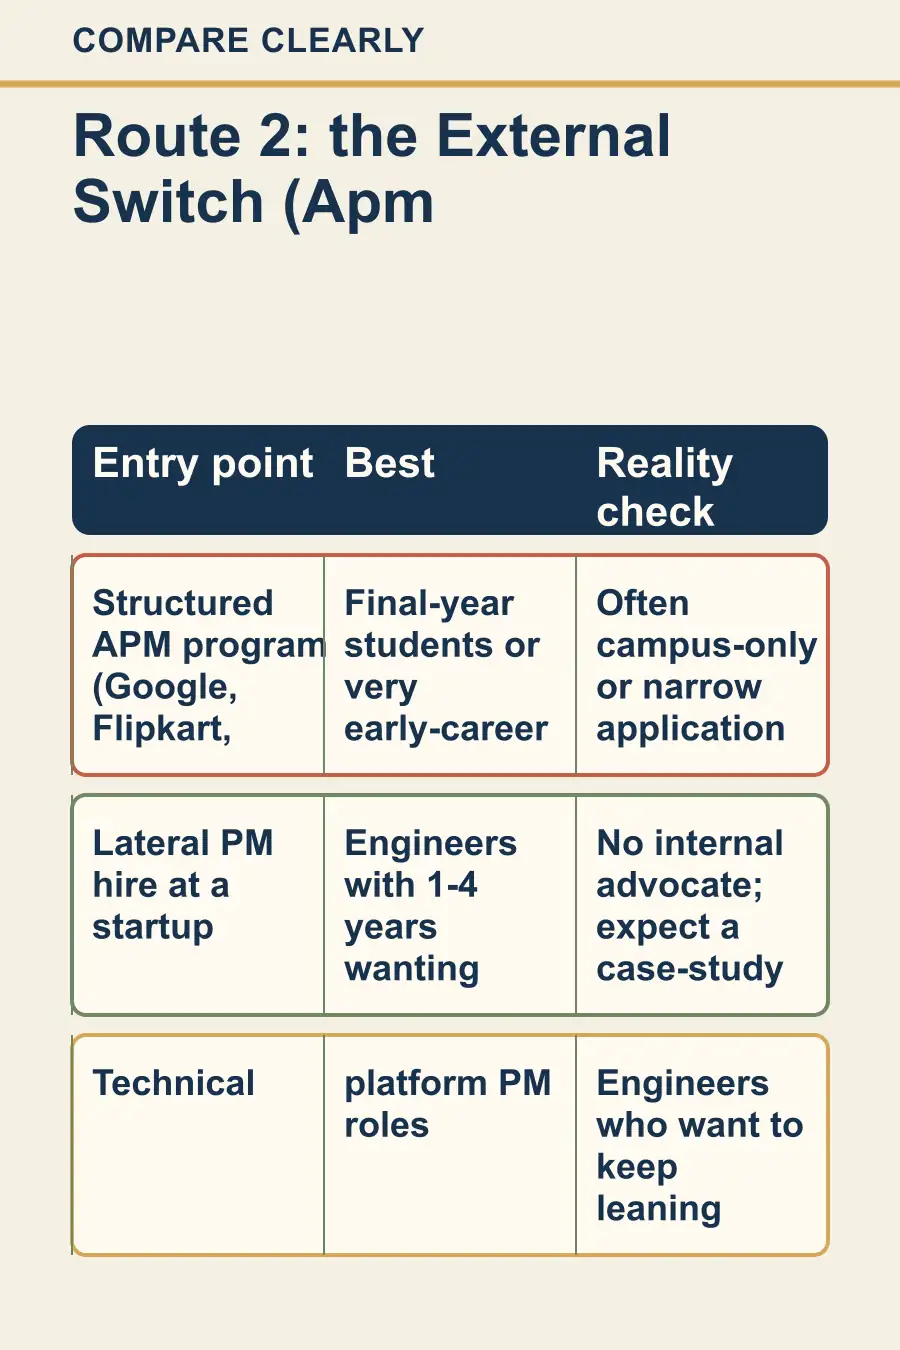 COMPARE CLEARLY
Route 2: the External
Switch (Apm
Entry point
Best
Reality
check
Structured
APM program
(Google,
Flipkart,
Final-year
students or
very
early-career
Often
campus-only
or narrow
application
Lateral PM
hire at a
startup
Engineers
with 1-4
years
wanting
No internal
advocate;
expect a
case-study
Technical
platform PM
roles
Engineers
who want to
keep
leaning